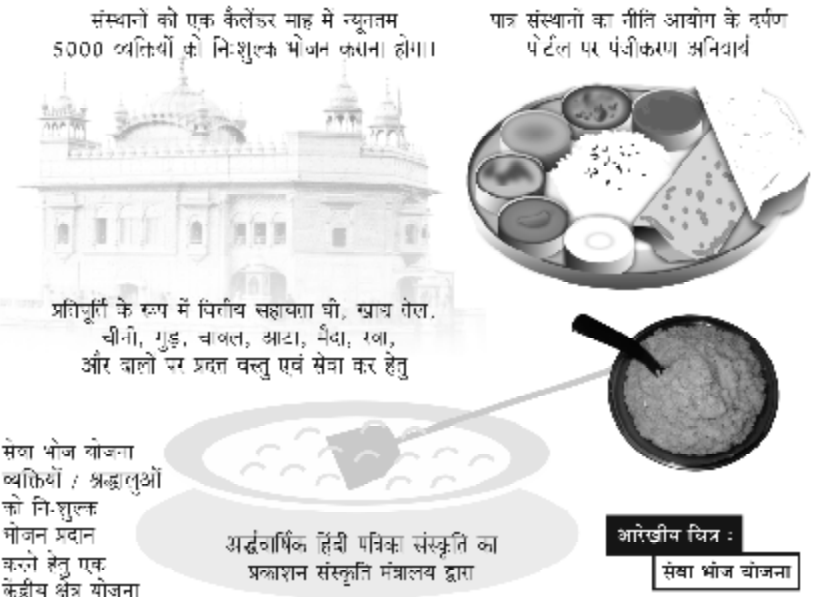 संस्थानों को एक कैलेंडर माह में न्यूनतम
5000 व्यक्तियों को निःशुल्क भोजन कराना होगा।
पात्र संस्थानों का नीति आयोग के दर्पण
पोर्टल पर पंजीकरण अनिवार्य
प्रतिपूर्ति के रूप में वित्तीय सहायता घी, खाद्य तेल,
चीनी, गुड़, चावल, आटा, मैदा, रवा,
और दालों पर प्रदत्त वस्तु एवं सेवा कर हेतु
सेवा भोज योजना
व्यक्तियों / श्रद्धालुओं
को नि-शुल्क
भोजन प्रदान
करने हेतु एक
केंद्रीय क्षेत्र योजना
अर्द्धवार्षिक हिंदी पत्रिका संस्कृति का
प्रकाशन संस्कृति मंत्रालय द्वारा
आरेखीय चित्र :
सेवा भोज योजना